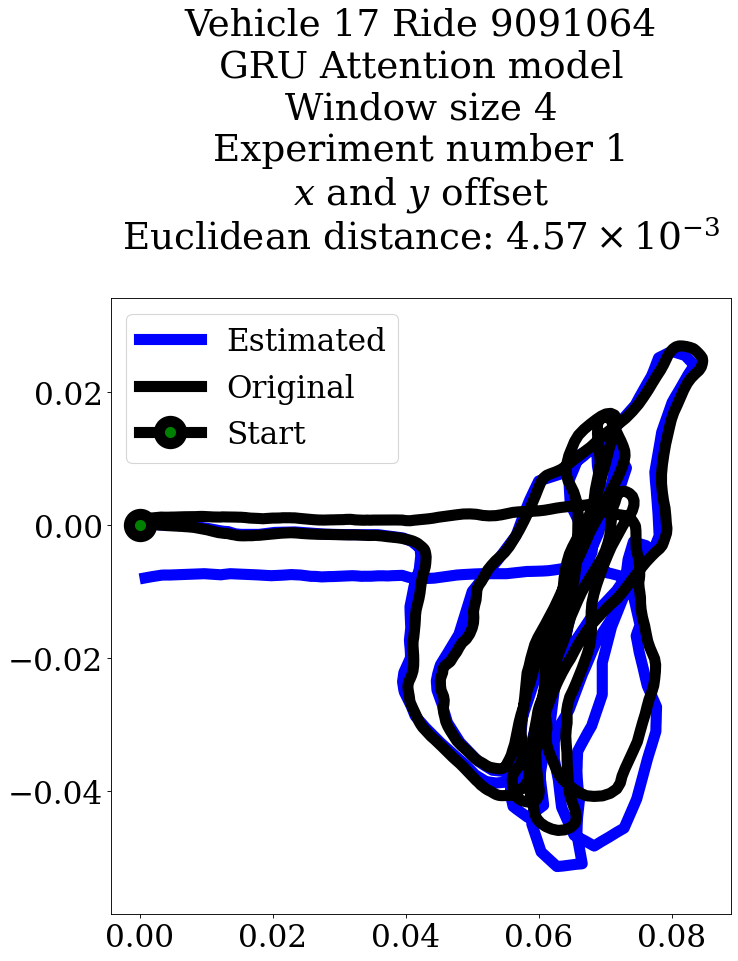 Vehicle 17 Ride 9091064
GRU Attention model
Window size 4
Experiment number 1
x and y offset
Euclidean distance: 4.57 × 10⁻³
Estimated
Original
Start
0.02
0.00
−0.02
−0.04
0.00 0.02 0.04 0.06 0.08